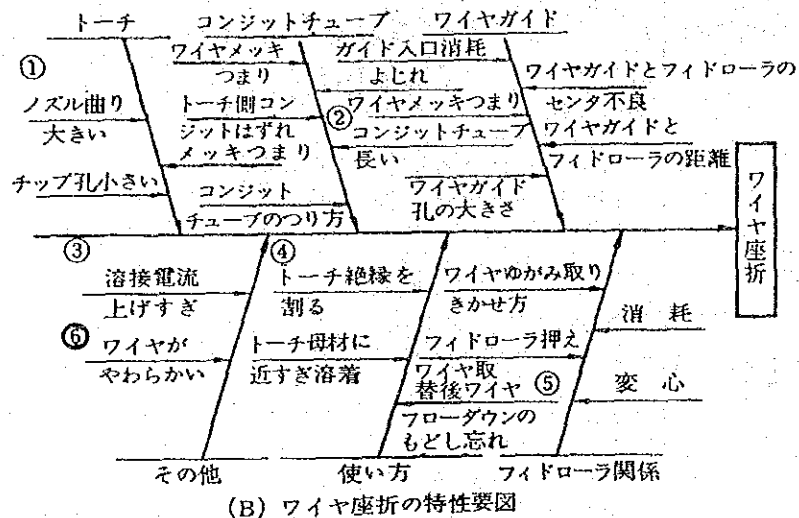 トーチ
コンジットチューブ
ワイヤガイド
①
ノズル曲り
大きい
メッキつまり
チップ孔小さい
ワイヤメッキ
つまり
トーチ側コン
ジットはずれ
コンジット
チューブのつり方
よじれ
②
コンジットチューブ
長い
ガイド入口消耗
ワイヤメッキつまり
ワイヤガイド
孔の大きさ
ワイヤガイドとフィドローラの
センタ不良
ワイヤガイドと
フィドローラの距離
ワイヤ座折
③
溶接電流
上げすぎ
⑥
ワイヤが
やわらかい
④
トーチ絶縁を
割る
トーチ母材に
近すぎ溶着
ワイヤ取
替後ワイヤ
⑤
フローダウンの
もどし忘れ
ワイヤゆがみ取り
きかせ方
フィドローラ押え
消耗
変心
その他
使い方
フィドローラ関係
(B) ワイヤ座折の特性要図